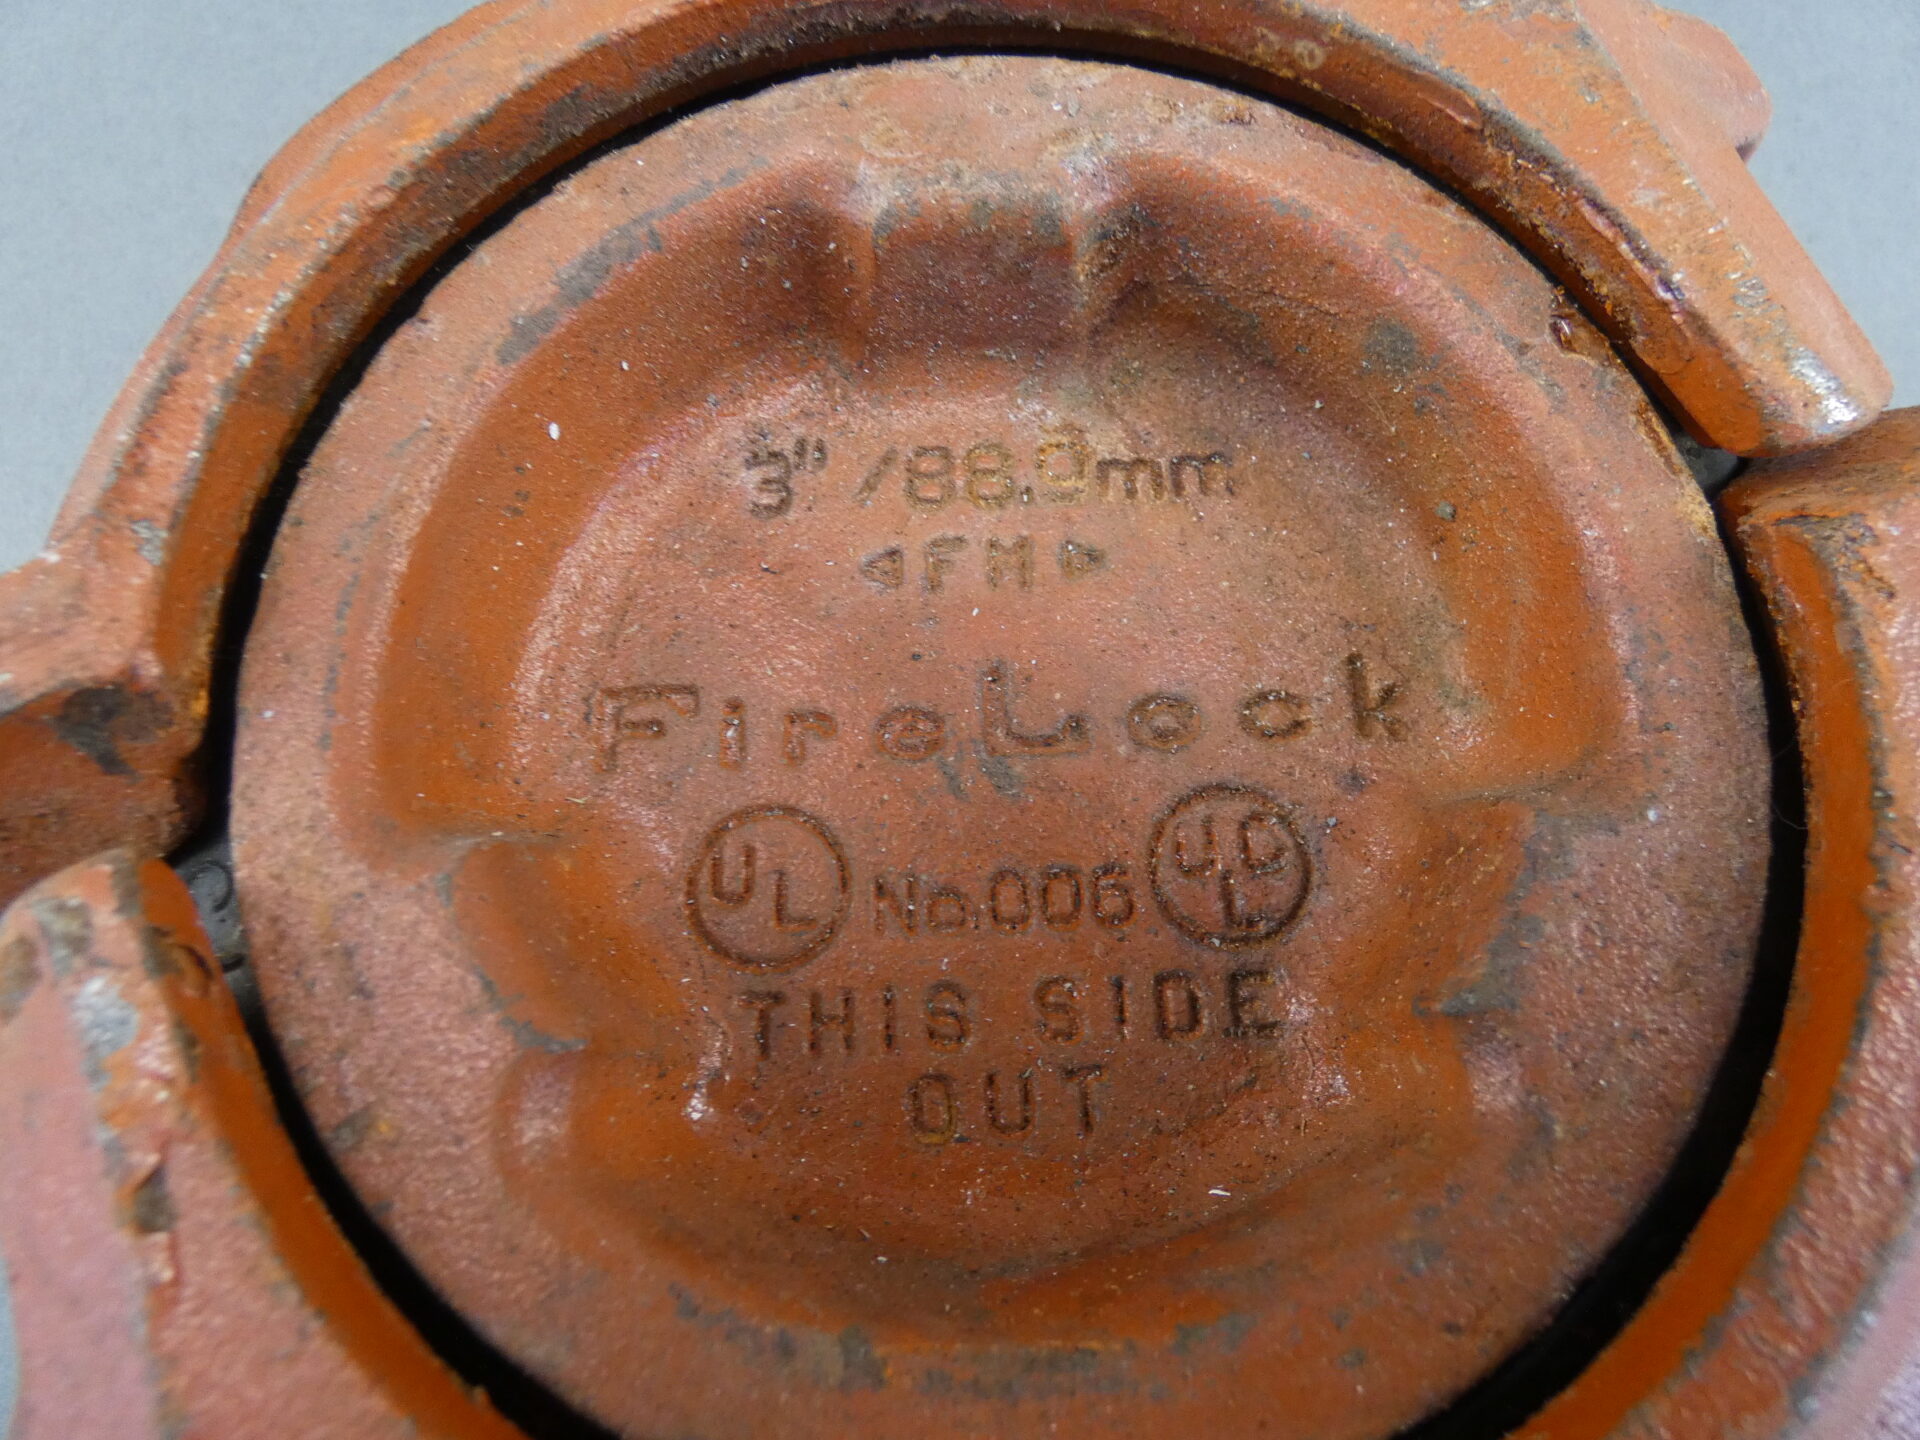 3" /88.9mm
◁FM▷
FireLock
UL No.006 ULC
THIS SIDE
OUT